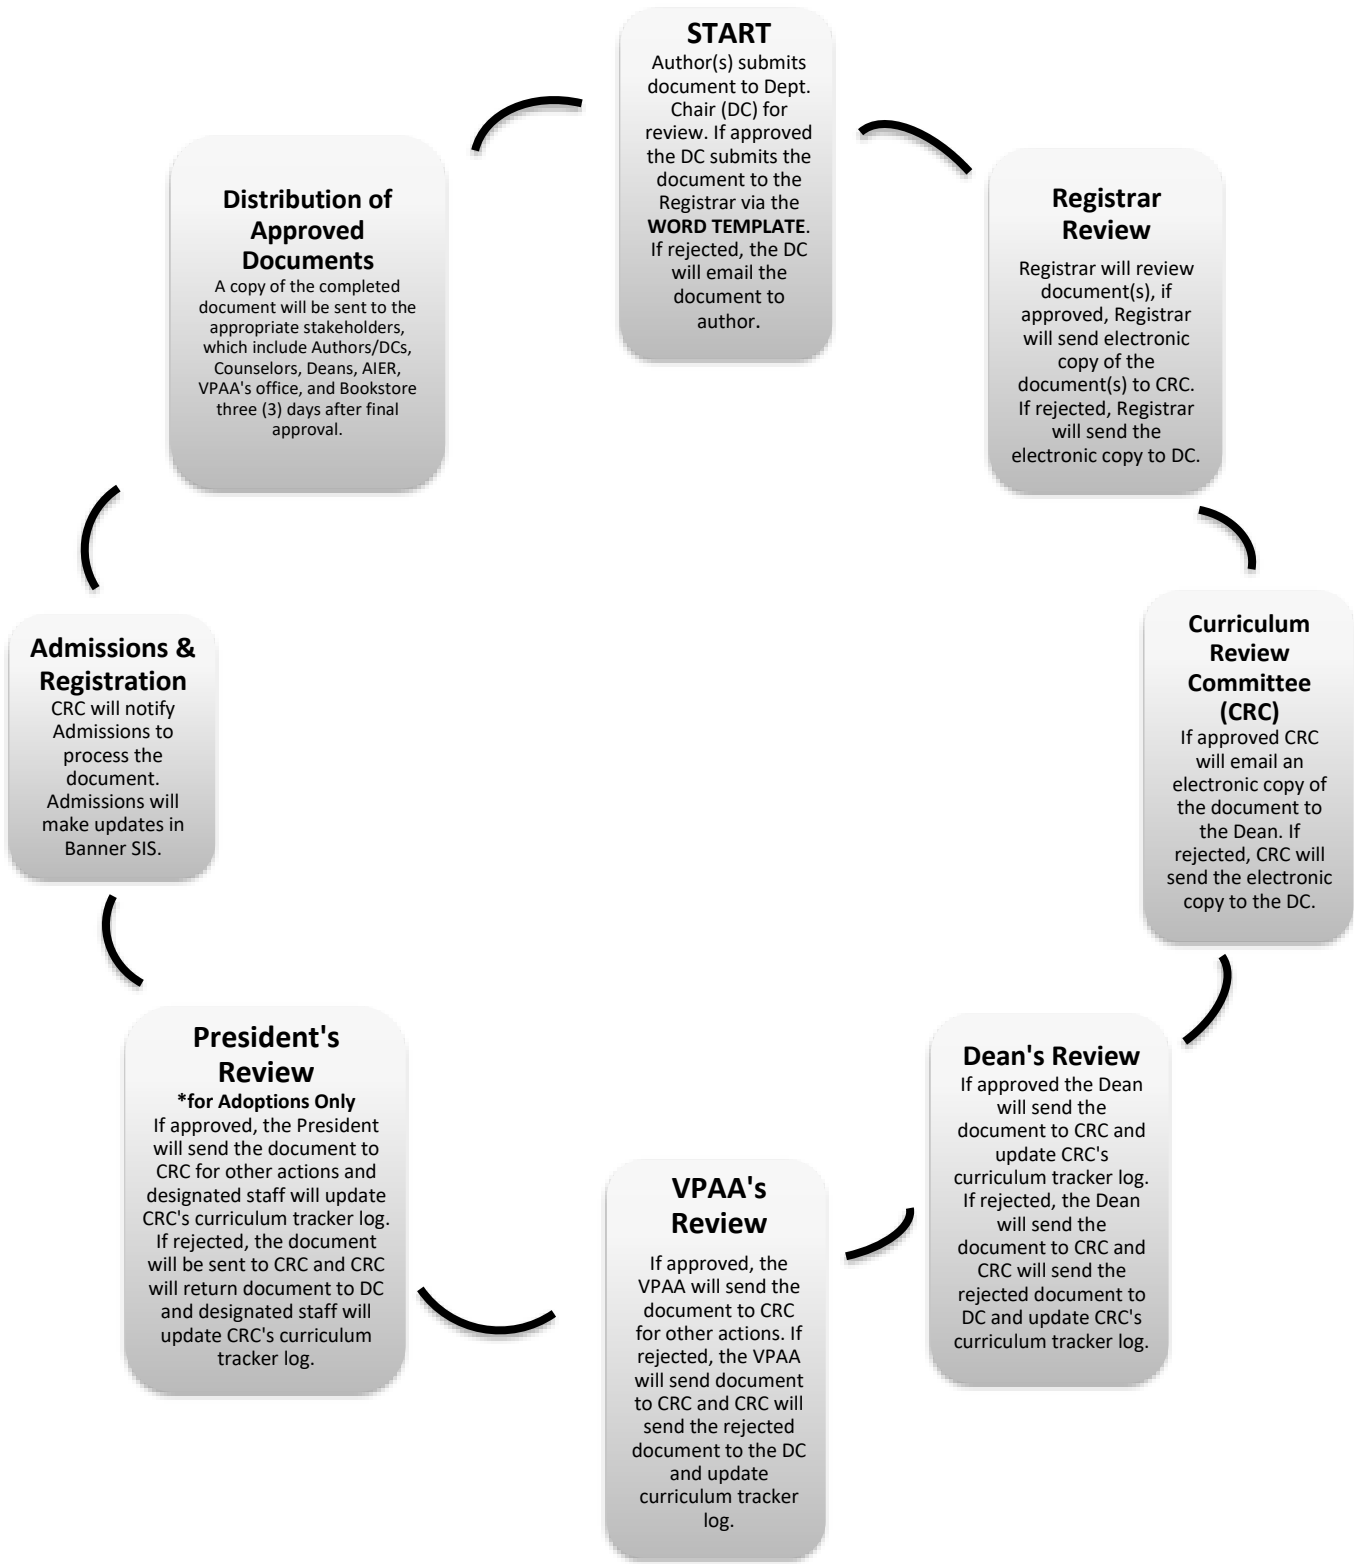 START
Author(s) submits
document to Dept.
Chair (DC) for
review. If approved
the DC submits the
document to the
Registrar via the
WORD TEMPLATE.
If rejected, the DC
will email the
document to
author.
Registrar
Review
Registrar will review
document(s), if
approved, Registrar
will send electronic
copy of the
document(s) to CRC.
If rejected, Registrar
will send the
electronic copy to DC.
Curriculum
Review
Committee
(CRC)
If approved CRC
will email an
electronic copy of
the document to
the Dean. If
rejected, CRC will
send the electronic
copy to the DC.
Dean's Review
If approved the Dean
will send the
document to CRC and
update CRC's
curriculum tracker log.
If rejected, the Dean
will send the
document to CRC and
CRC will send the
rejected document to
DC and update CRC's
curriculum tracker log.
VPAA's
Review
If approved, the
VPAA will send the
document to CRC
for other actions. If
rejected, the VPAA
will send document
to CRC and CRC will
send the rejected
document to the DC
and update
curriculum tracker
log.
President's
Review
*for Adoptions Only
If approved, the President
will send the document to
CRC for other actions and
designated staff will update
CRC's curriculum tracker log.
If rejected, the document
will be sent to CRC and CRC
will return document to DC
and designated staff will
update CRC's curriculum
tracker log.
Admissions &
Registration
CRC will notify
Admissions to
process the
document.
Admissions will
make updates in
Banner SIS.
Distribution of
Approved
Documents
A copy of the completed
document will be sent to the
appropriate stakeholders,
which include Authors/DCs,
Counselors, Deans, AIER,
VPAA's office, and Bookstore
three (3) days after final
approval.